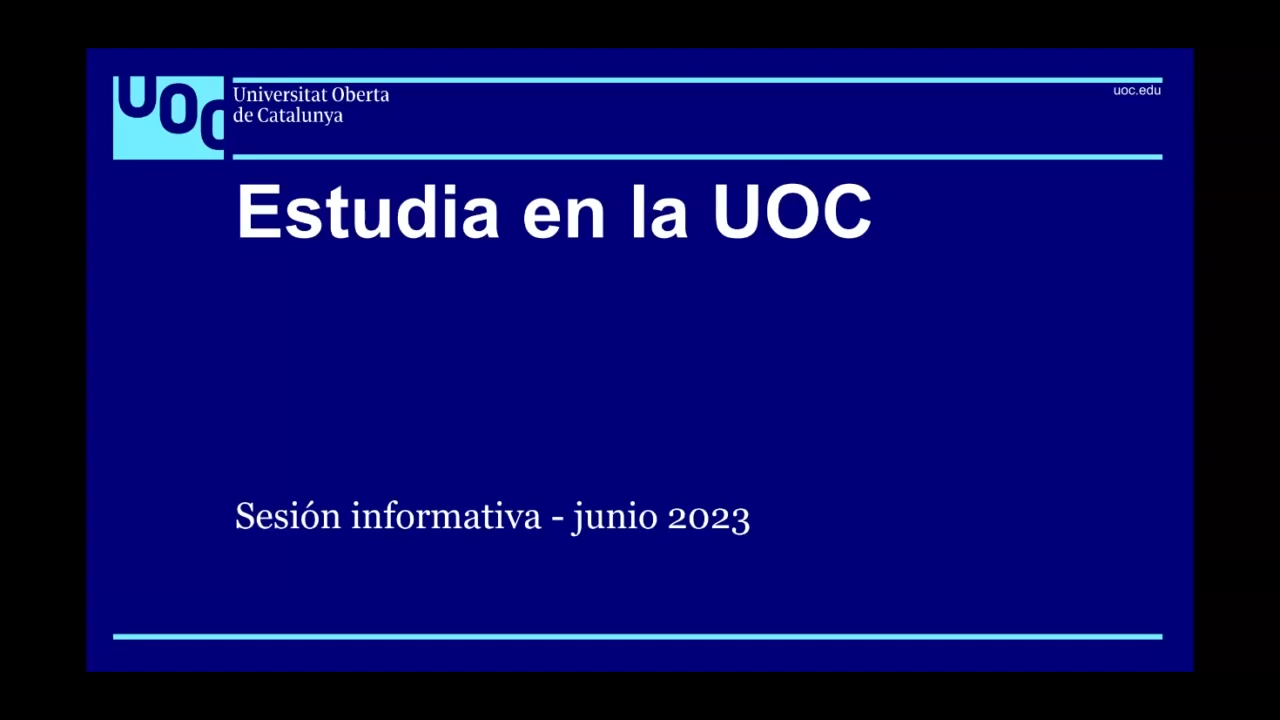 UOC
Universitat Oberta
de Catalunya
uoc.edu
Estudia en la UOC
Sesión informativa - junio 2023